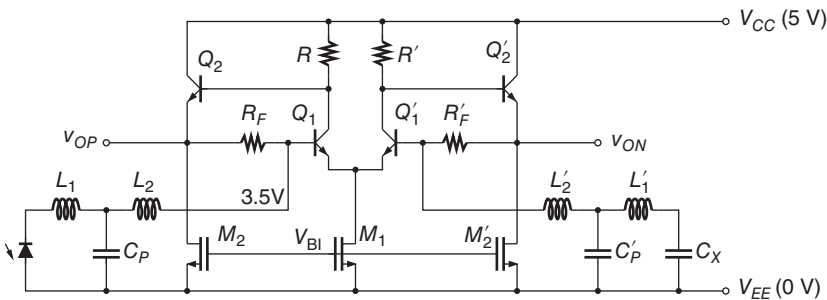 V_CC (5 V)
Q_2
R
R'
Q'_2
Q_1
Q'_1
R_F
R'_F
v_OP
v_ON
L_1
L_2
3.5V
L'_2
L'_1
C_P
M_2
V_BI
M_1
M'_2
C'_P
C_X
V_EE (0 V)